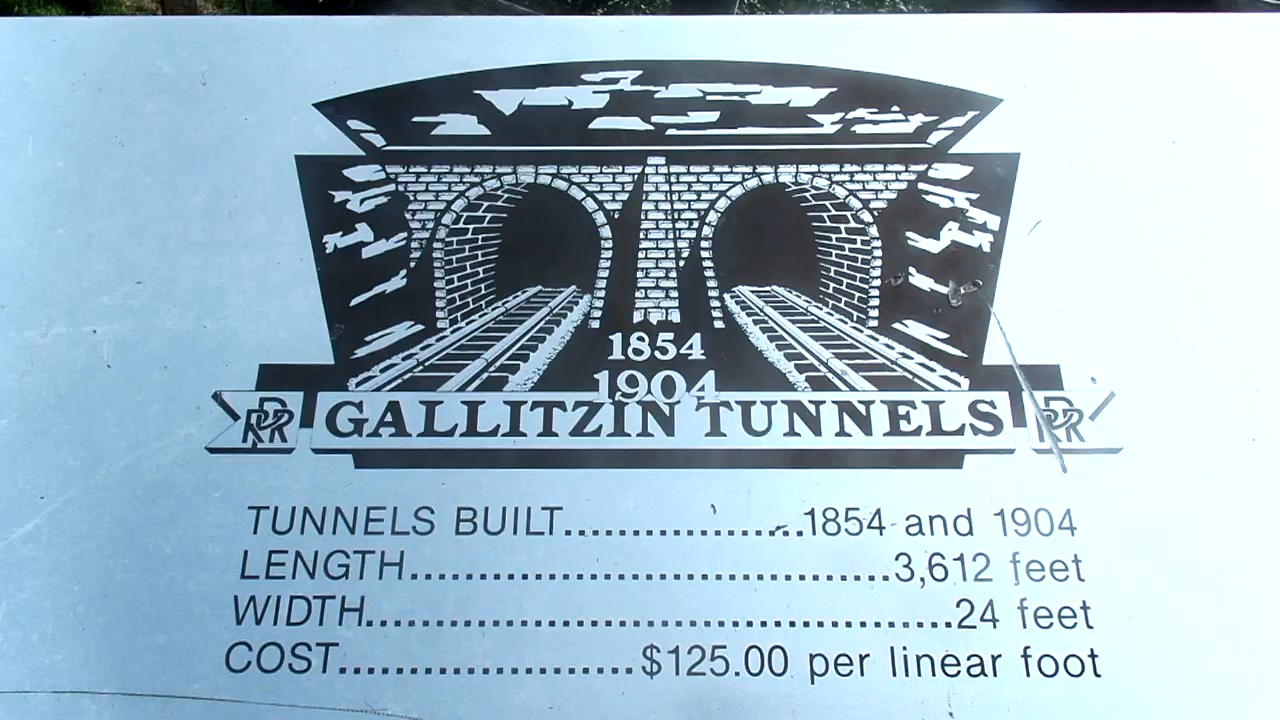 1854
1904
PRR GALLITZIN TUNNELS PRR
TUNNELS BUILT..................1854 and 1904
LENGTH.................................3,612 feet
WIDTH.......................................24 feet
COST....................$125.00 per linear foot